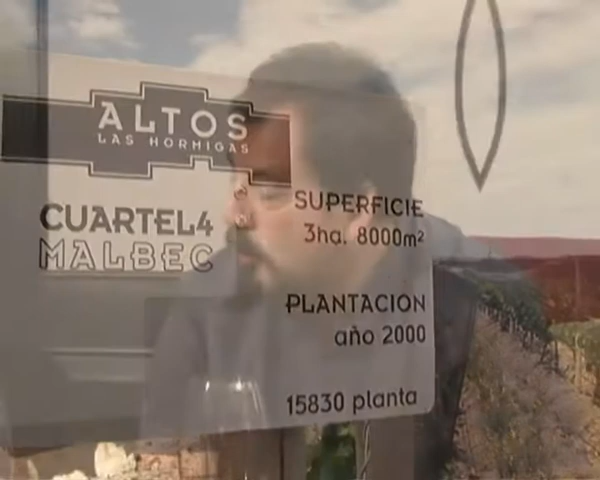 ALTOS
LAS HORMIGAS
CUARTEL4
MALBEC
SUPERFICIE
3ha. 8000m²
PLANTACION
año 2000
15830 planta